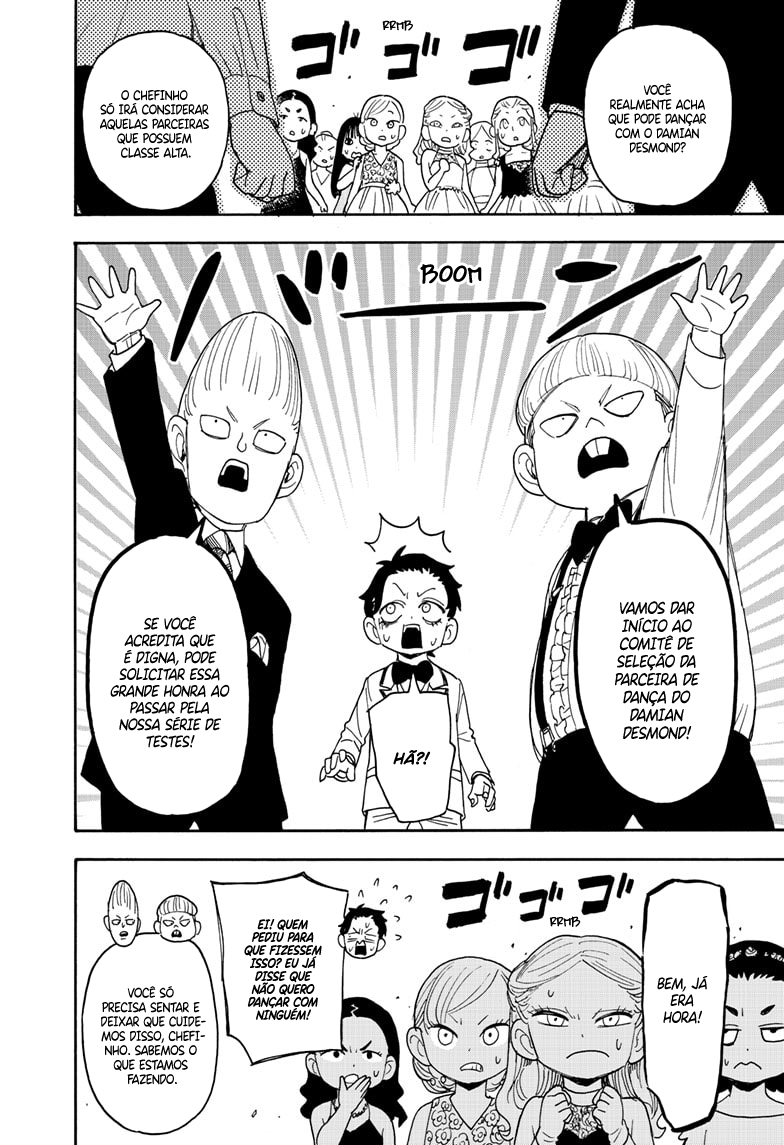 RRMB
ゴゴゴ
VOCÊ
REALMENTE ACHA
QUE PODE DANÇAR
COM O DAMIAN
DESMOND?
O CHEFINHO
SÓ IRÁ CONSIDERAR
AQUELAS PARCEIRAS
QUE POSSUEM
CLASSE ALTA.
BOOM
バーン
VAMOS DAR
INÍCIO AO
COMITÊ DE
SELEÇÃO DA
PARCEIRA DE
DANÇA DO
DAMIAN
DESMOND!
HÃ?!
SE VOCÊ
ACREDITA QUE
É DIGNA, PODE
SOLICITAR ESSA
GRANDE HONRA AO
PASSAR PELA
NOSSA SÉRIE DE
TESTES!
BEM, JÁ
ERA
HORA!
ゴゴゴ
RRMB
EI! QUEM
PEDIU PARA
QUE FIZESSEM
ISSO? EU JÁ
DISSE QUE
NÃO QUERO
DANÇAR COM
NINGUÉM!
VOCÊ SÓ
PRECISA SENTAR E
DEIXAR QUE CUIDE-
MOS DISSO, CHEFI-
NHO. SABEMOS O
QUE ESTAMOS
FAZENDO.